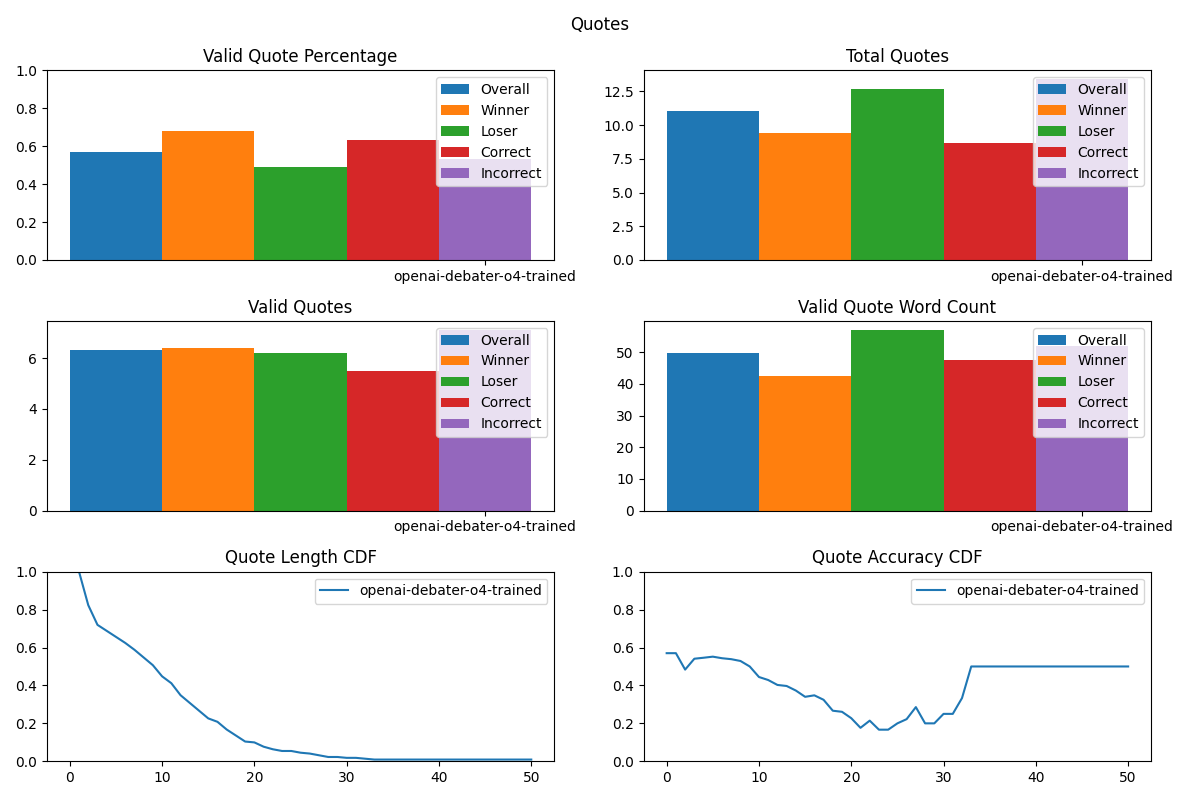 Quotes
Valid Quote Percentage
1.0
0.8
0.6
0.4
0.2
0.0
Overall
Winner
Loser
Correct
Incorrect
openai-debater-o4-trained
Total Quotes
12.5
10.0
7.5
5.0
2.5
0.0
Overall
Winner
Loser
Correct
Incorrect
openai-debater-o4-trained
Valid Quotes
6
4
2
0
Overall
Winner
Loser
Correct
Incorrect
openai-debater-o4-trained
Valid Quote Word Count
50
40
30
20
10
0
Overall
Winner
Loser
Correct
Incorrect
openai-debater-o4-trained
Quote Length CDF
1.0
0.8
0.6
0.4
0.2
0.0
openai-debater-o4-trained
0 10 20 30 40 50
Quote Accuracy CDF
1.0
0.8
0.6
0.4
0.2
0.0
openai-debater-o4-trained
0 10 20 30 40 50